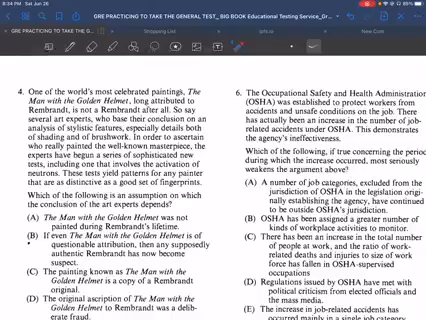 8:34 PM Sat Jun 26
GRE PRACTICING TO TAKE THE GENERAL TEST_ BIG BOOK Educational Testing Service_Gr...
GRE PRACTICING TO TAKE THE G...
Shopping List
New Core
4. One of the world's most celebrated paintings, The
Man with the Golden Helmet, long attributed to
Rembrandt, is not a Rembrandt after all. So say
several art experts, who base their conclusion on an
analysis of stylistic features, especially details both
of shading and of brushwork. In order to ascertain
who really painted the well-known masterpiece, the
experts have begun a series of sophisticated new
tests, including one that involves the activation of
neutrons. These tests yield patterns for any painter
that are as distinctive as a good set of fingerprints.
Which of the following is an assumption on which
the conclusion of the art experts depends?
(A) The Man with the Golden Helmet was not
painted during Rembrandt's lifetime.
(B) If even The Man with the Golden Helmet is of
questionable attribution, then any supposedly
authentic Rembrandt has now become
suspect.
(C) The painting known as The Man with the
Golden Helmet is a copy of a Rembrandt
original.
(D) The original ascription of The Man with the
Golden Helmet to Rembrandt was a delib-
erate fraud.
6. The Occupational Safety and Health Administration
(OSHA) was established to protect workers from
accidents and unsafe conditions on the job. There
has actually been an increase in the number of job-
related accidents under OSHA. This demonstrates
the agency's ineffectiveness.
Which of the following, if true concerning the period
during which the increase occurred, most seriously
weakens the argument above?
(A) A number of job categories, excluded from the
jurisdiction of OSHA in the legislation origi-
nally establishing the agency, have continued
to be outside OSHA's jurisdiction.
(B) OSHA has been assigned a greater number of
kinds of workplace activities to monitor.
(C) There has been an increase in the total number
of people at work, and the ratio of work-
related deaths and injuries to size of work
force has fallen in OSHA-supervised
occupations
(D) Regulations issued by OSHA have met with
political criticism from elected officials and
the mass media.
(E) The increase in job-related accidents has
occurred mainly in a single job category